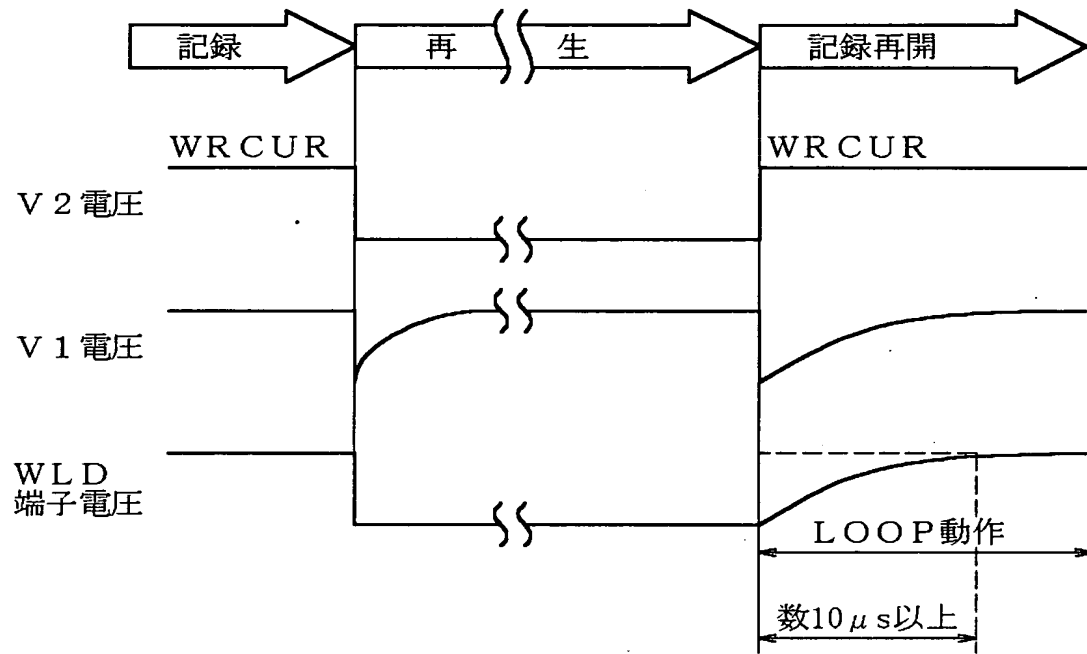 記録
再 生
記録再開
WRCUR
WRCUR
V2電圧
V1電圧
WLD
端子電圧
LOOP動作
数10μs以上